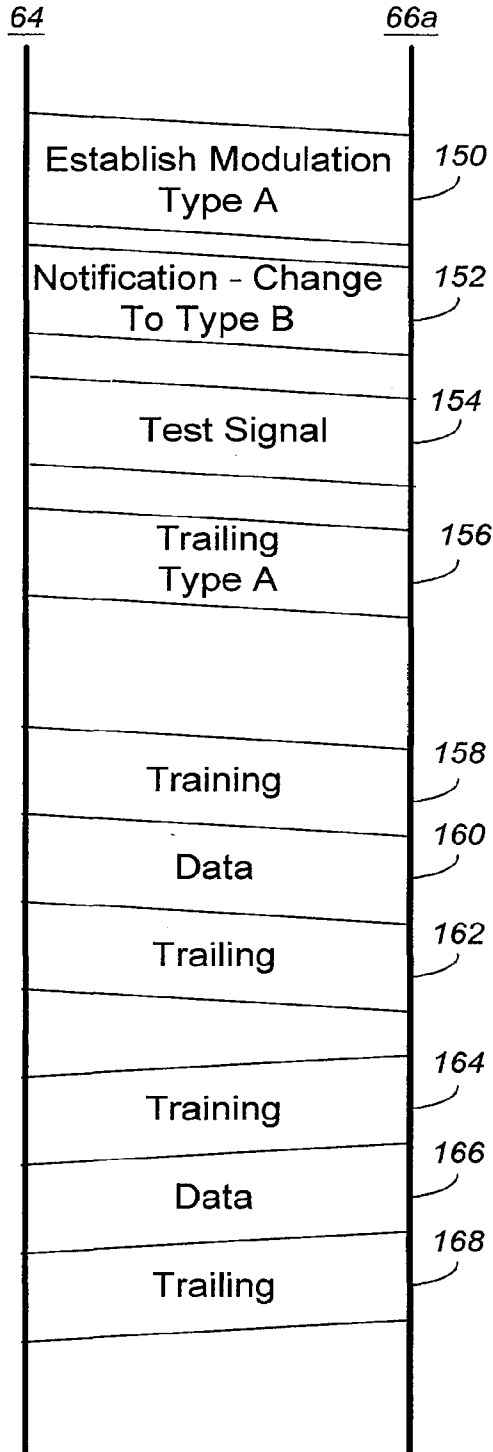 64 66a
Establish Modulation
Type A
150
Notification - Change
To Type B
152
Test Signal
154
Trailing
Type A
156
Training
158
Data
160
Trailing
162
Training
164
Data
166
Trailing
168